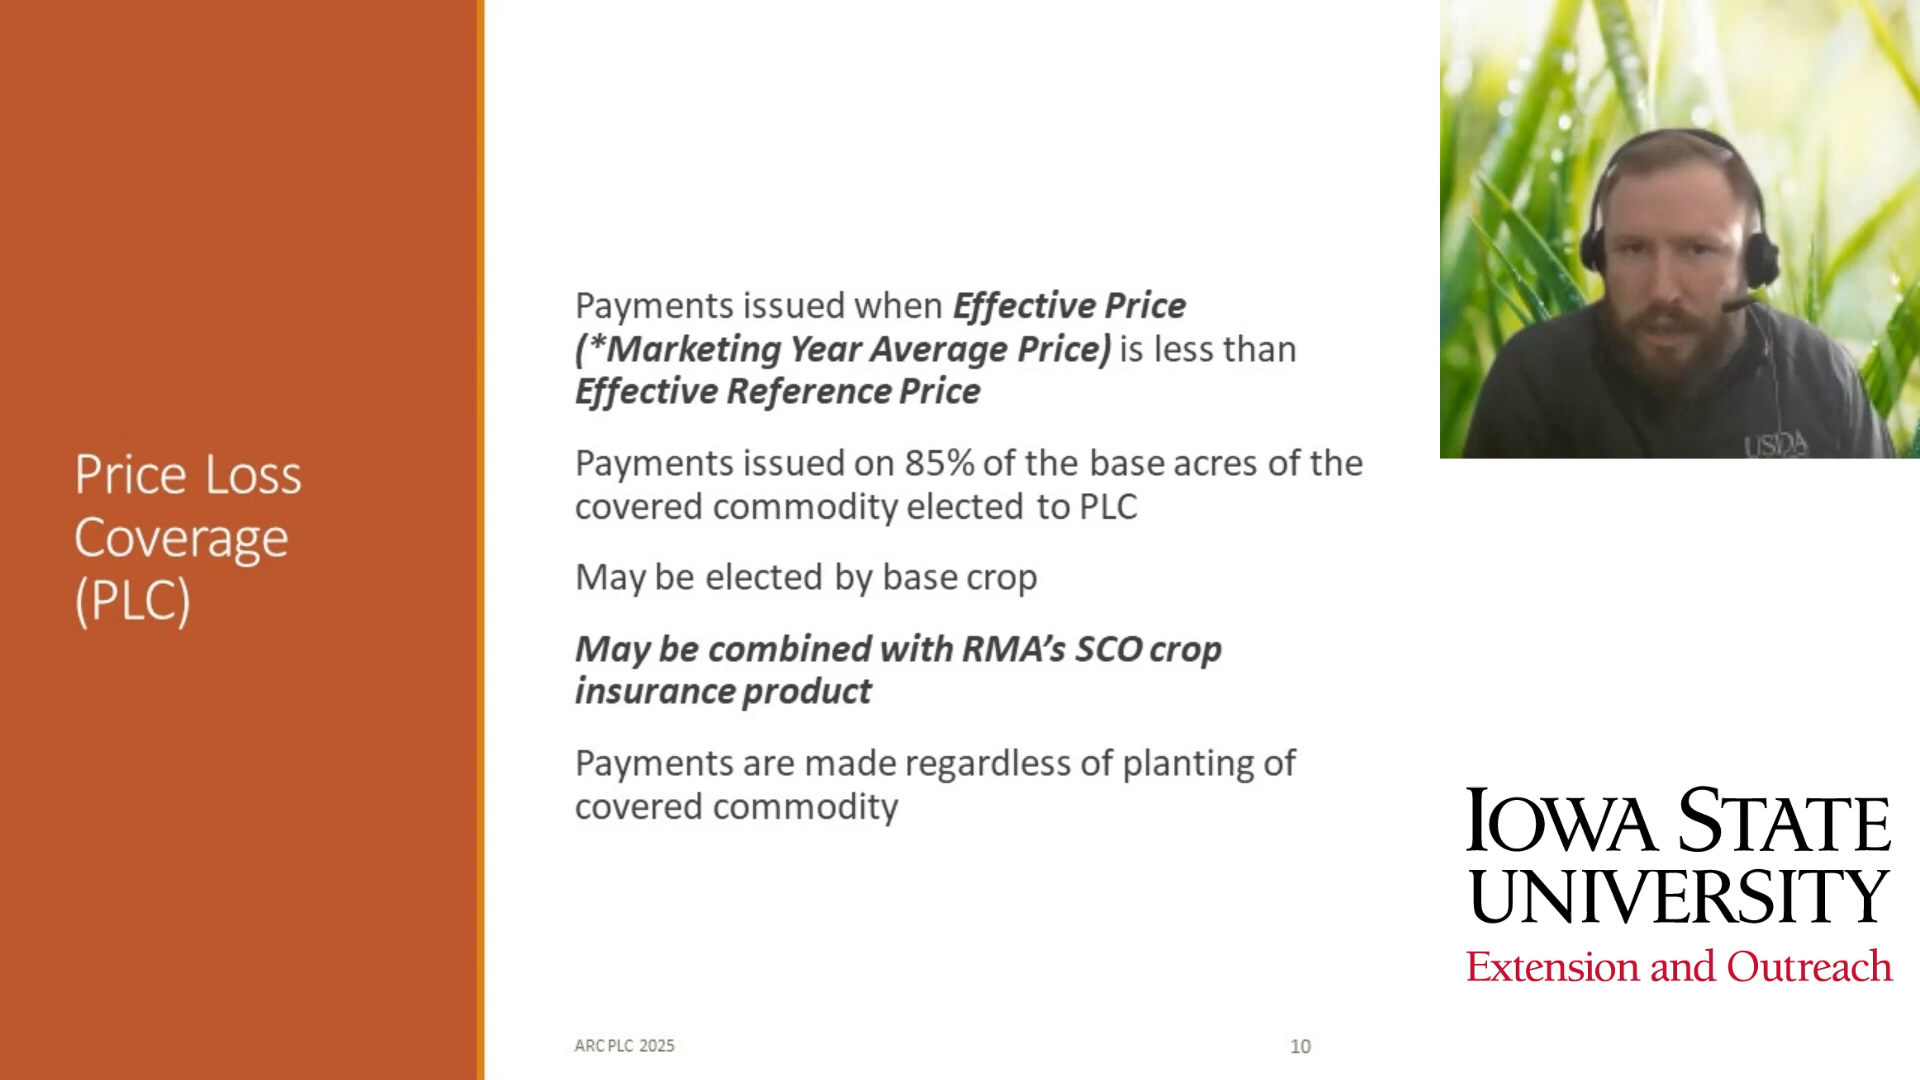 Price Loss
Coverage
(PLC)
Payments issued when Effective Price
(*Marketing Year Average Price) is less than
Effective Reference Price
Payments issued on 85% of the base acres of the
covered commodity elected to PLC
May be elected by base crop
May be combined with RMA’s SCO crop
insurance product
Payments are made regardless of planting of
covered commodity
ARC PLC 2025
10
USDA
IOWA STATE
UNIVERSITY
Extension and Outreach